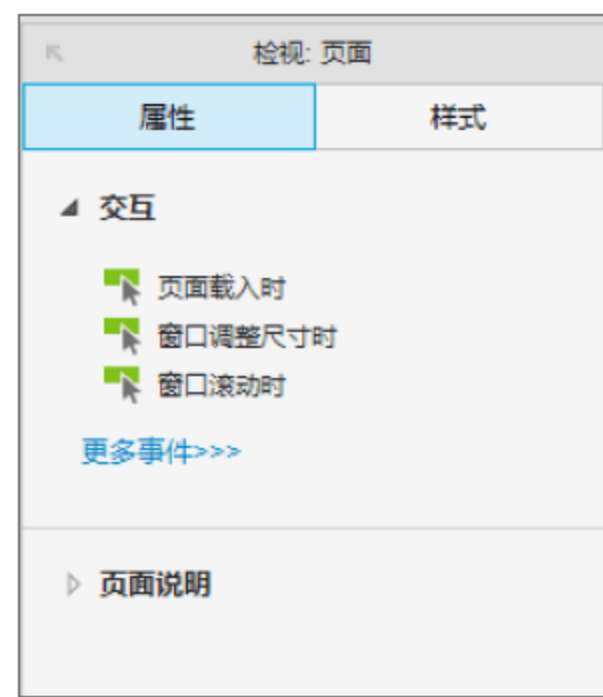 检视: 页面
属性 样式
交互
页面载入时
窗口调整尺寸时
窗口滚动时
更多事件>>>
页面说明